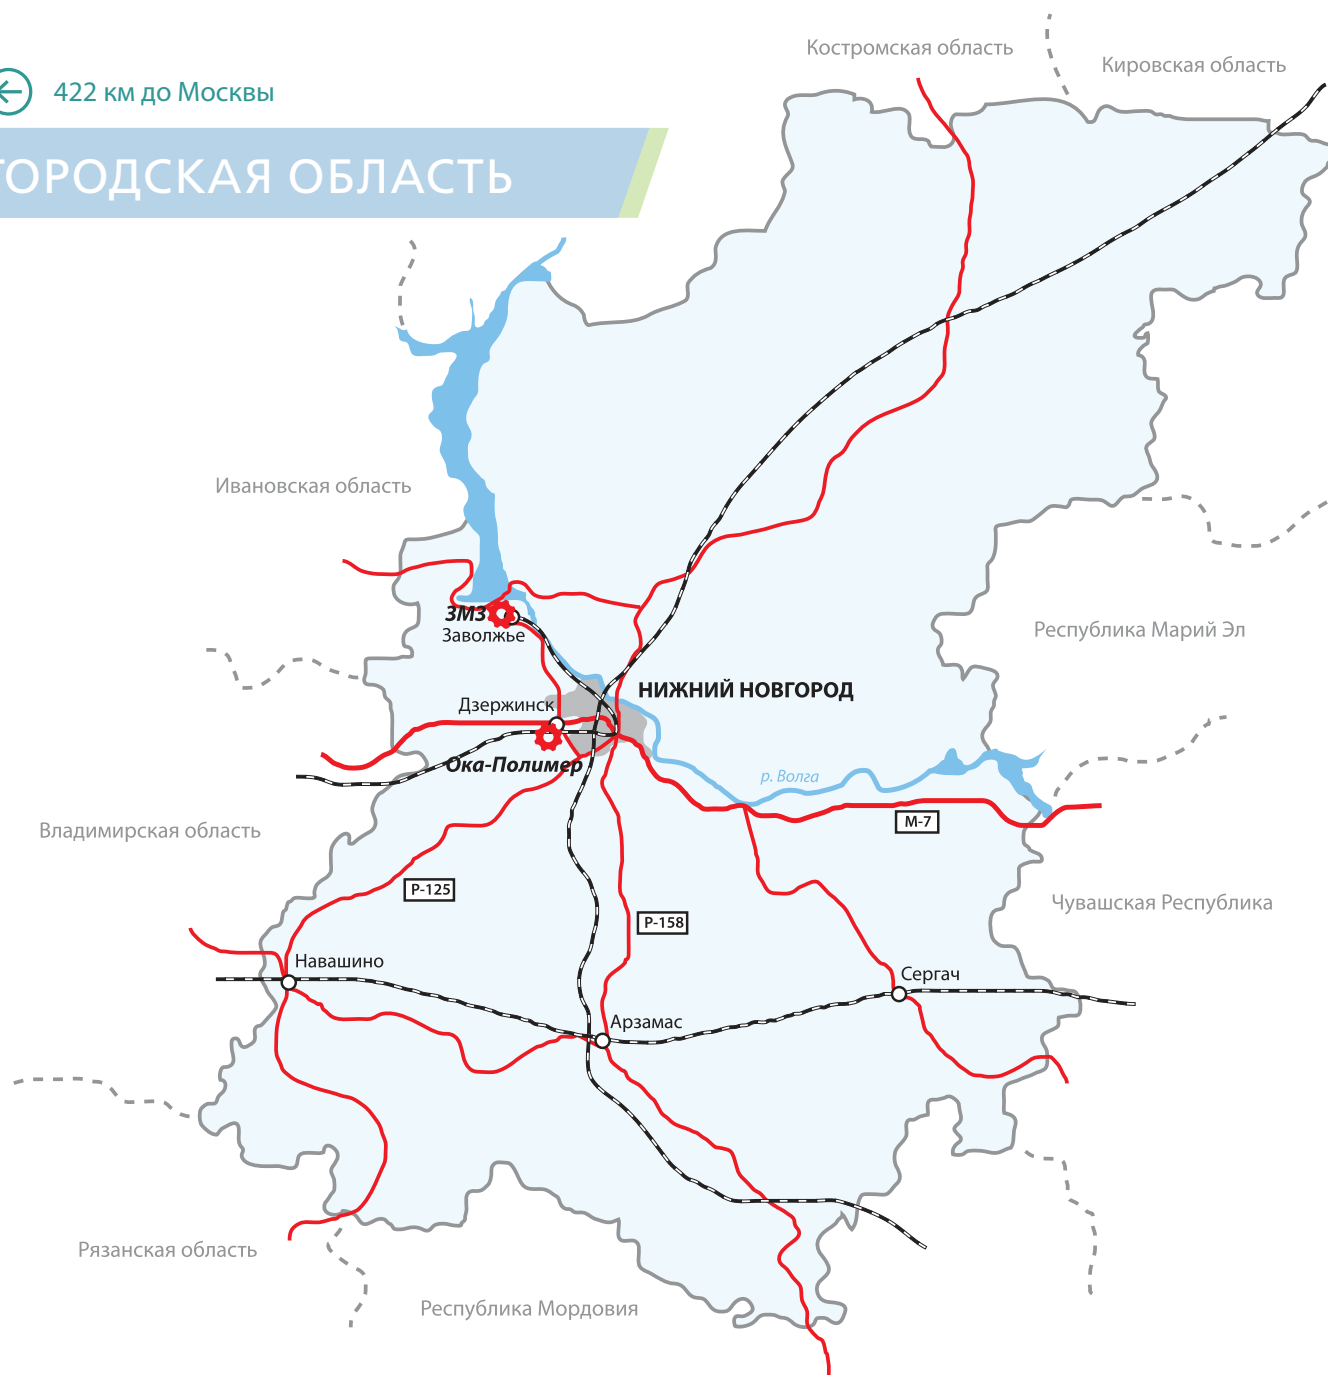 Костромская область
Кировская область
422 км до Москвы
ГОРОДСКАЯ ОБЛАСТЬ
Ивановская область
ЗМЗ
Заволжье
Республика Марий Эл
НИЖНИЙ НОВГОРОД
Дзержинск
Ока-Полимер
р. Волга
М-7
Владимирская область
Р-125
Чувашская Республика
Р-158
Навашино
Сергач
Арзамас
Рязанская область
Республика Мордовия